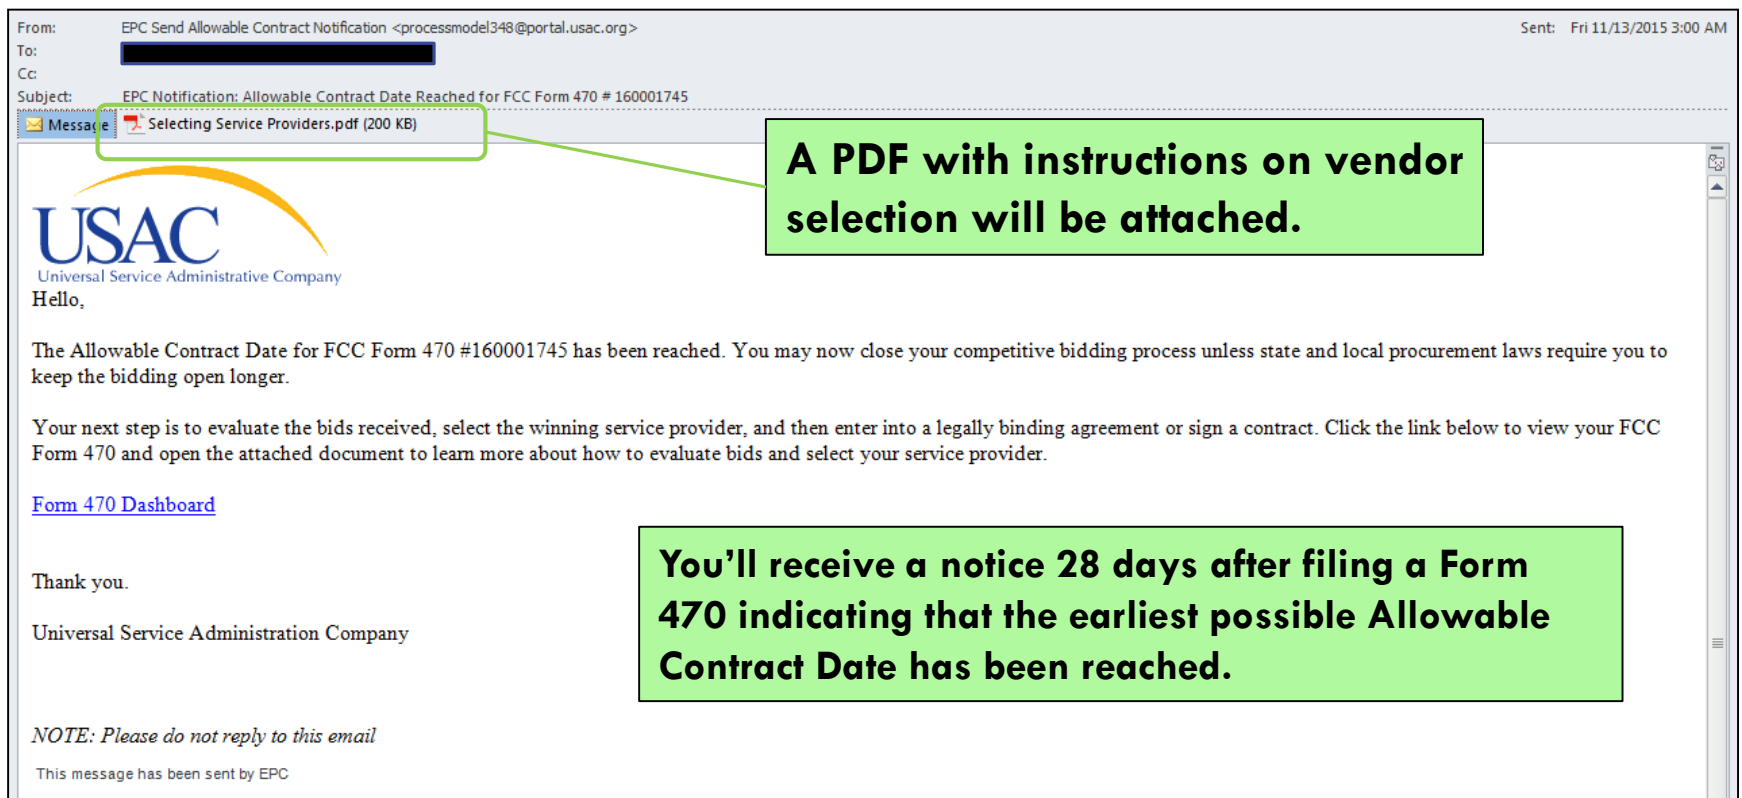 From: EPC Send Allowable Contract Notification <processmodel348@portal.usac.org> Sent: Fri 11/13/2015 3:00 AM
To:
Cc:
Subject: EPC Notification: Allowable Contract Date Reached for FCC Form 470 # 160001745
Message Selecting Service Providers.pdf (200 KB)
A PDF with instructions on vendor
selection will be attached.
USAC
Universal Service Administrative Company
Hello,
The Allowable Contract Date for FCC Form 470 #160001745 has been reached. You may now close your competitive bidding process unless state and local procurement laws require you to
keep the bidding open longer.
Your next step is to evaluate the bids received, select the winning service provider, and then enter into a legally binding agreement or sign a contract. Click the link below to view your FCC
Form 470 and open the attached document to learn more about how to evaluate bids and select your service provider.
Form 470 Dashboard
You'll receive a notice 28 days after filing a Form
470 indicating that the earliest possible Allowable
Contract Date has been reached.
Thank you.
Universal Service Administration Company
NOTE: Please do not reply to this email
This message has been sent by EPC